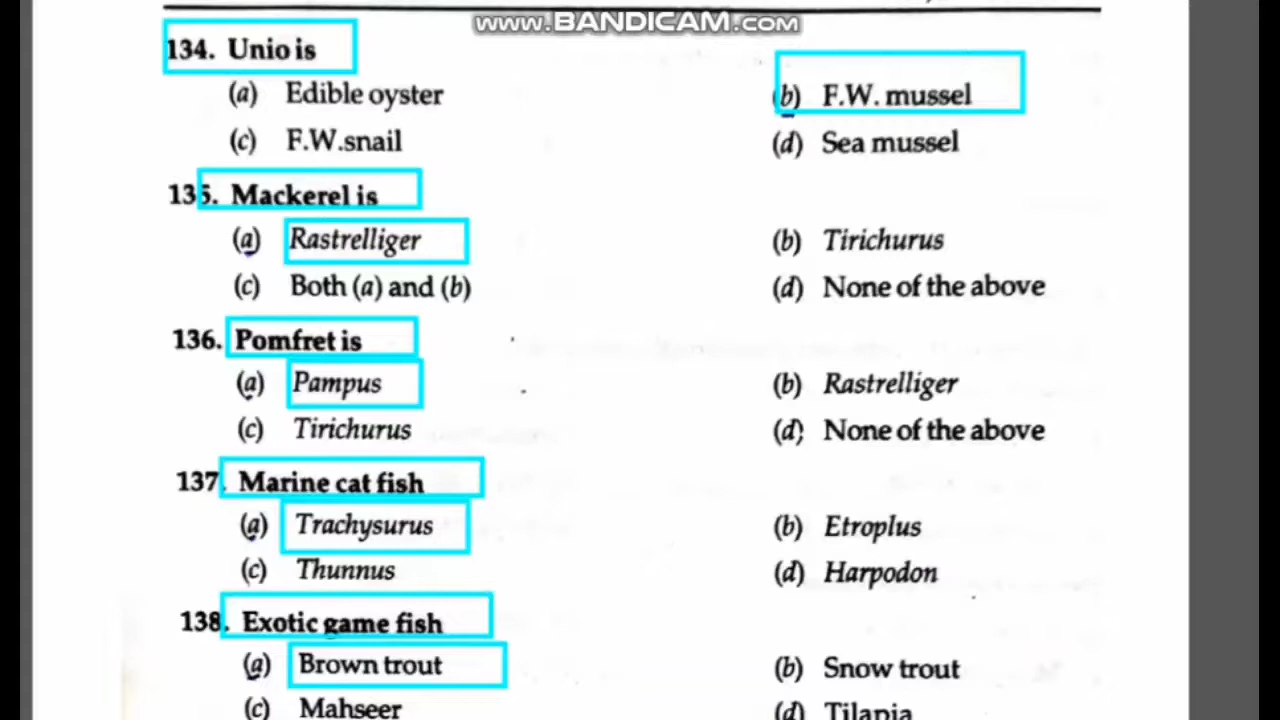 www.BANDICAM.com
134. Unio is
(a) Edible oyster (b) F.W. mussel
(c) F.W.snail (d) Sea mussel
135. Mackerel is
(a) Rastrelliger (b) Tirichurus
(c) Both (a) and (b) (d) None of the above
136. Pomfret is
(a) Pampus (b) Rastrelliger
(c) Tirichurus (d) None of the above
137. Marine cat fish
(a) Trachysurus (b) Etroplus
(c) Thunnus (d) Harpodon
138. Exotic game fish
(a) Brown trout (b) Snow trout
(c) Mahseer (d) Tilapia